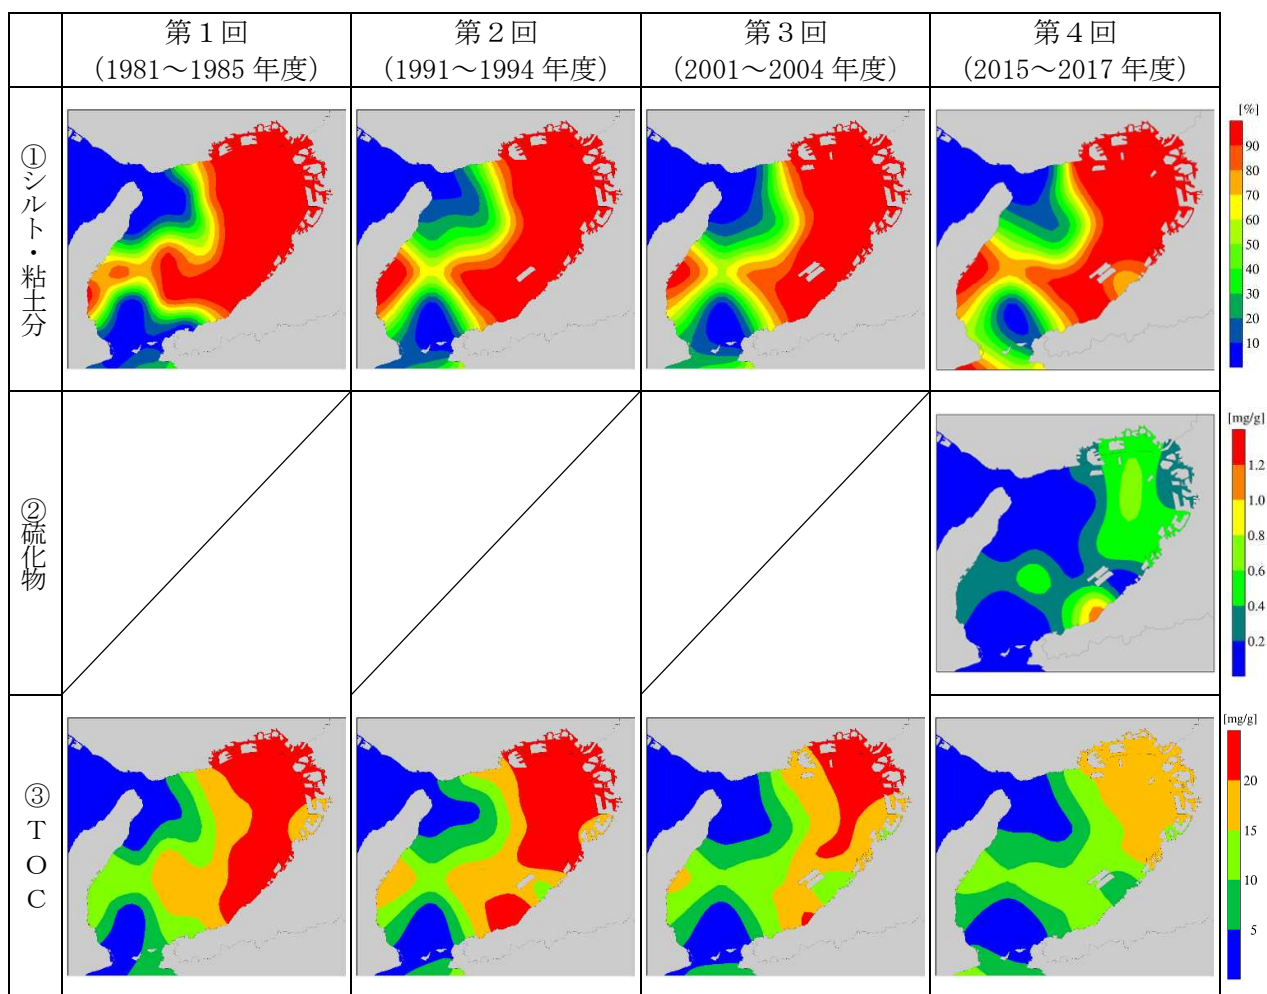 第１回
（1981～1985 年度）
第２回
（1991～1994 年度）
第３回
（2001～2004 年度）
第４回
（2015～2017 年度）
①シルト・粘土分
[%]
90
80
70
60
50
40
30
20
10
②硫化物
[mg/g]
1.2
1.0
0.8
0.6
0.4
0.2
③TOC
[mg/g]
20
15
10
5